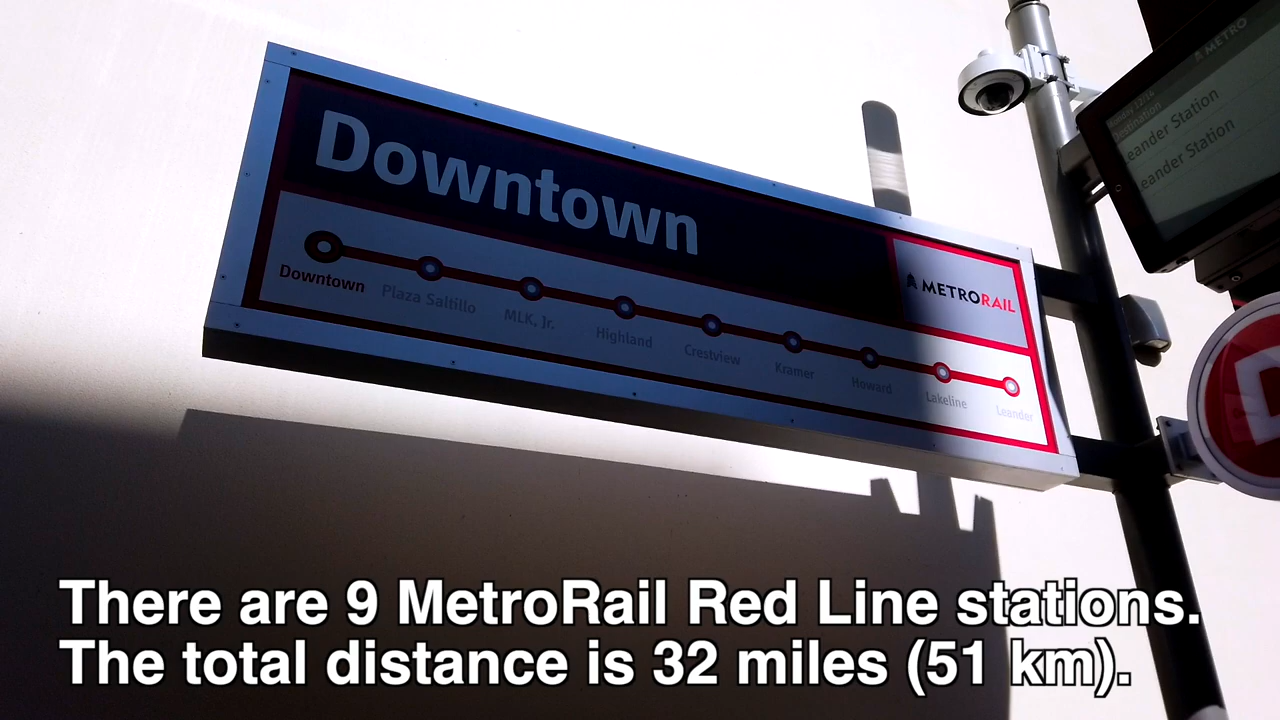 Downtown
METRORAIL
Downtown
Plaza Saltillo
MLK, Jr.
Highland
Crestview
Kramer
Howard
Lakeline
Leander
METRO
Leander Station
Leander Station
There are 9 MetroRail Red Line stations.
The total distance is 32 miles (51 km).